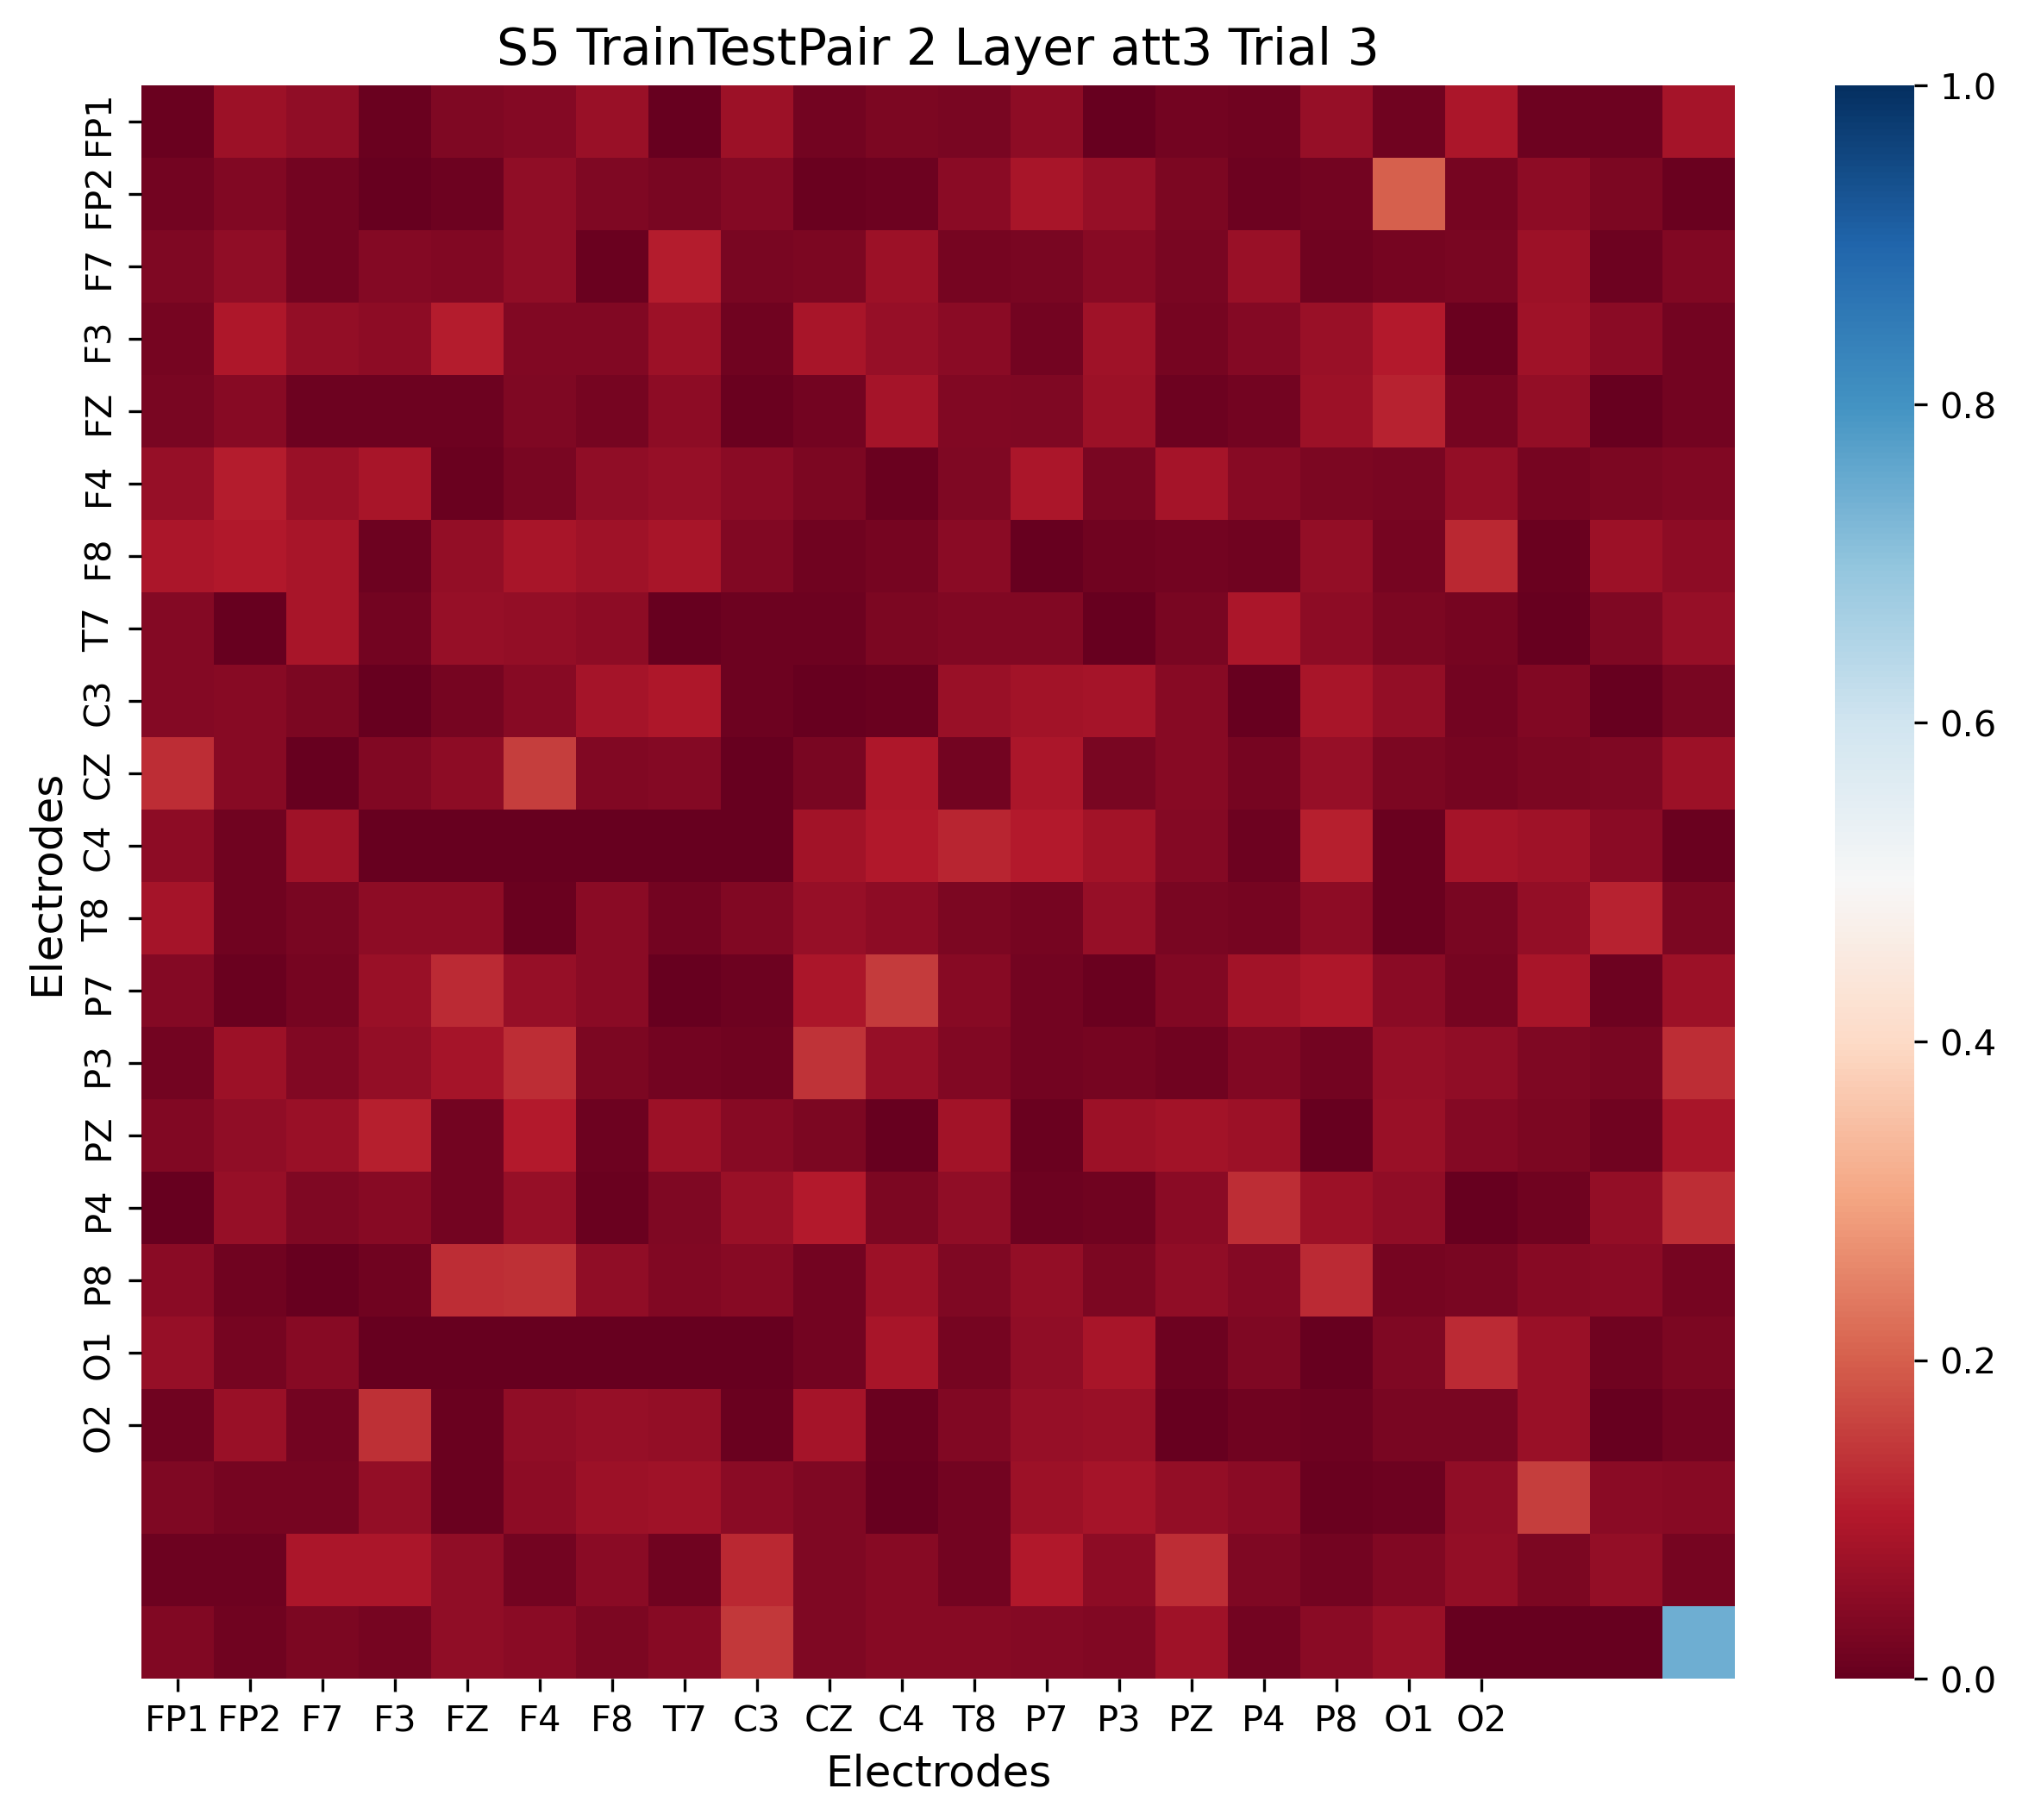 S5 TrainTestPair 2 Layer att3 Trial 3
Electrodes
FP1
FP2
F7
F3
FZ
F4
F8
T7
C3
CZ
C4
T8
P7
P3
PZ
P4
P8
O1
O2
FP1 FP2 F7 F3 FZ F4 F8 T7 C3 CZ C4 T8 P7 P3 PZ P4 P8 O1 O2
Electrodes
1.0
0.8
0.6
0.4
0.2
0.0